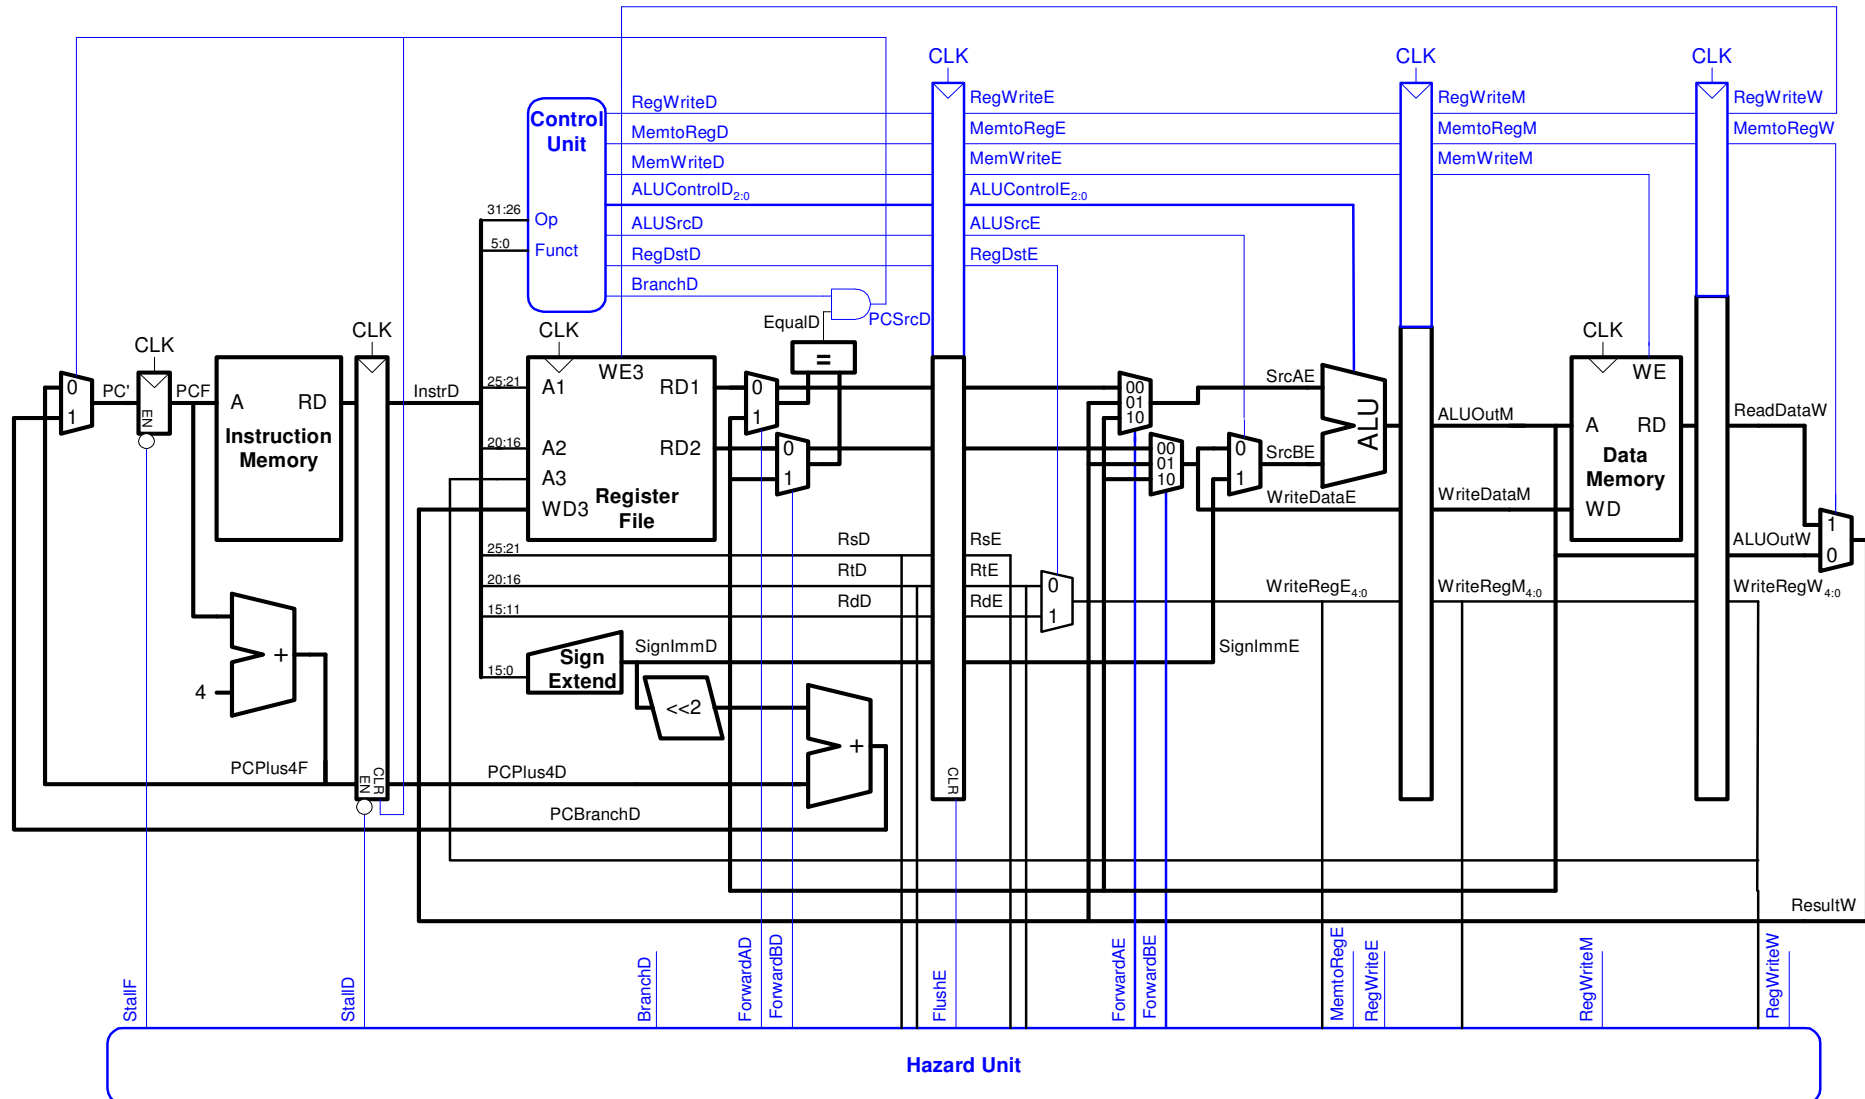 CLK
CLK
CLK
RegWriteD
RegWriteE
RegWriteM
RegWriteW
Control
Unit
MemtoRegD
MemtoRegE
MemtoRegM
MemtoRegW
MemWriteD
MemWriteE
MemWriteM
ALUControlD2:0
ALUControlE2:0
31:26
Op
ALUSrcD
ALUSrcE
5:0
Funct
RegDstD
RegDstE
BranchD
EqualD
PCSrcD
CLK
CLK
CLK
CLK
=
0
1
PC'
EN
PCF
A
RD
Instruction
Memory
InstrD
25:21
A1
WE3
RD1
0
1
00
01
10
SrcAE
ALU
ALUOutM
WE
A
RD
Data
Memory
ReadDataW
20:16
A2
RD2
0
1
00
01
10
0
1
SrcBE
A3
WD3
Register
File
WriteDataE
WriteDataM
WD
1
0
ALUOutW
25:21
RsD
RsE
20:16
RtD
RtE
0
1
15:11
RdD
RdE
WriteRegE4:0
WriteRegM4:0
WriteRegW4:0
+
4
15:0
Sign
Extend
SignImmD
SignImmE
<<2
+
PCPlus4F
EN
CLR
PCPlus4D
CLR
PCBranchD
ResultW
StallF
StallD
BranchD
ForwardAD
ForwardBD
FlushE
ForwardAE
ForwardBE
MemtoRegE
RegWriteE
RegWriteM
RegWriteW
Hazard Unit